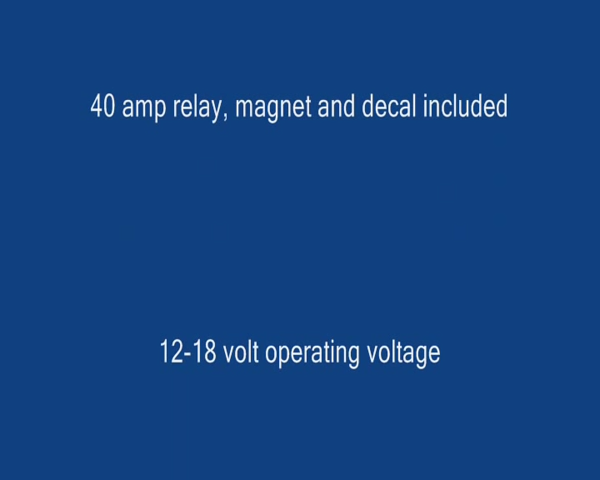 40 amp relay, magnet and decal included
12-18 volt operating voltage